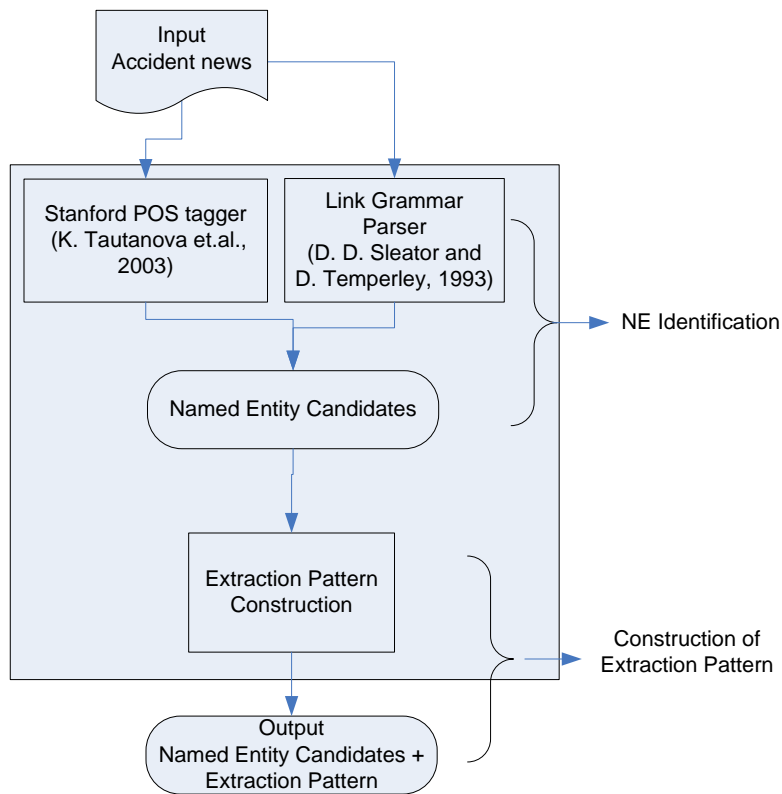 Input
Accident news
Stanford POS tagger
(K. Tautanova et.al.,
2003)
Link Grammar
Parser
(D. D. Sleator and
D. Temperley, 1993)
NE Identification
Named Entity Candidates
Extraction Pattern
Construction
Construction of
Extraction Pattern
Output
Named Entity Candidates +
Extraction Pattern